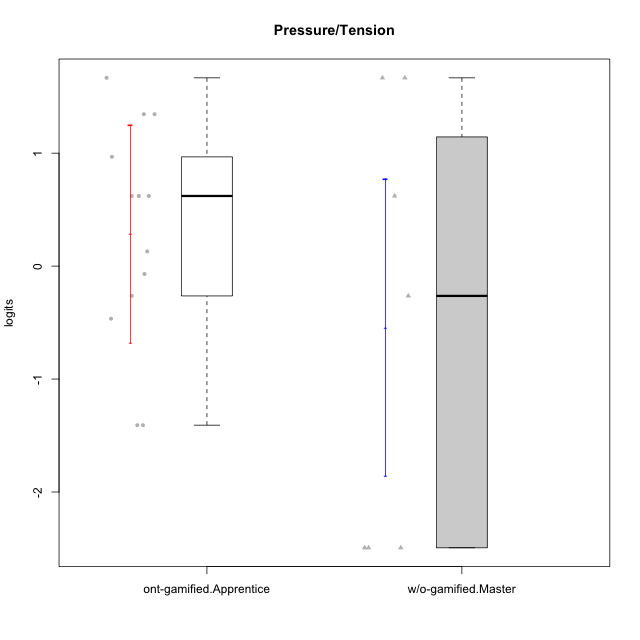 Pressure/Tension
logits
1
0
-1
-2
ont-gamified.Apprentice
w/o-gamified.Master